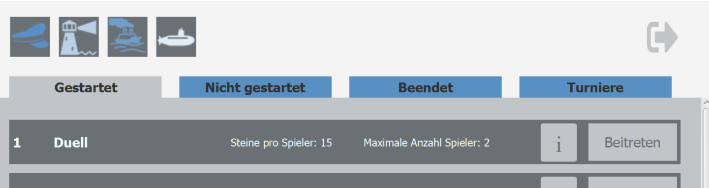 Gestartet Nicht gestartet Beendet Turniere
1 Duell Steine pro Spieler: 15 Maximale Anzahl Spieler: 2 i Beitreten